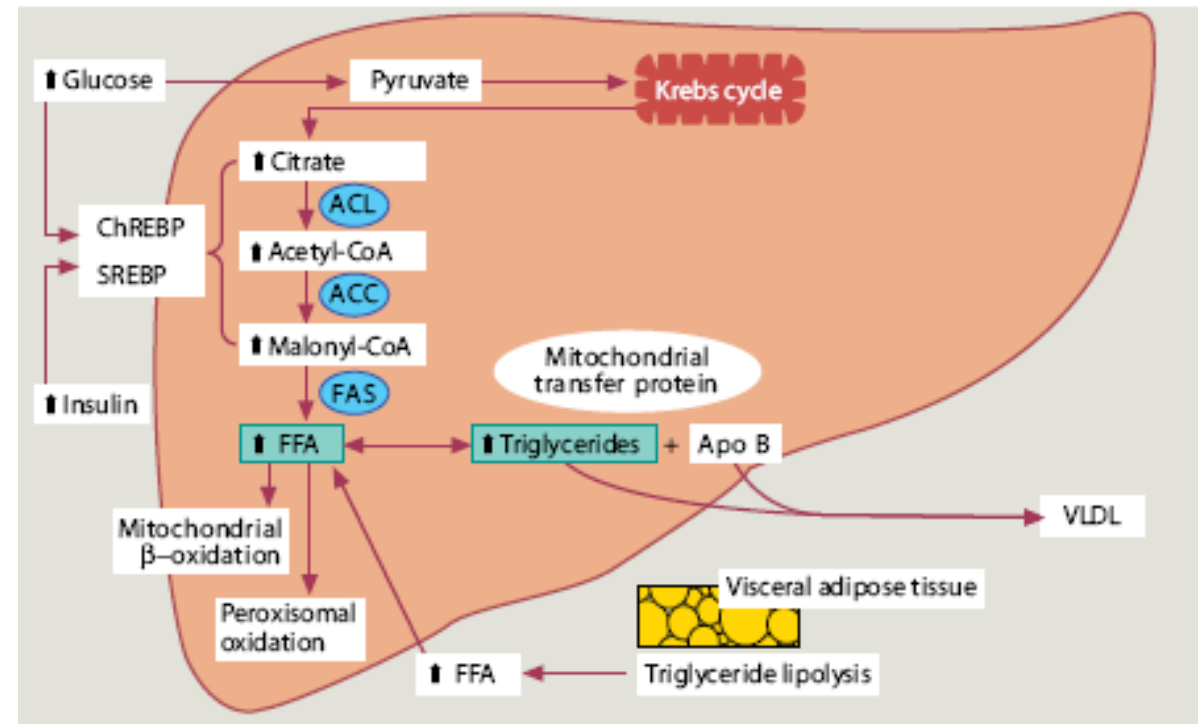 ⬆ Glucose
Pyruvate
Krebs cycle
⬆ Citrate
ACL
ChREBP
SREBP
⬆ Acetyl-CoA
ACC
⬆ Malonyl-CoA
Mitochondrial
transfer protein
FAS
⬆ Insulin
⬆ FFA
⬆ Triglycerides + Apo B
VLDL
Mitochondrial
β–oxidation
Visceral adipose tissue
Peroxisomal
oxidation
⬆ FFA
Triglyceride lipolysis